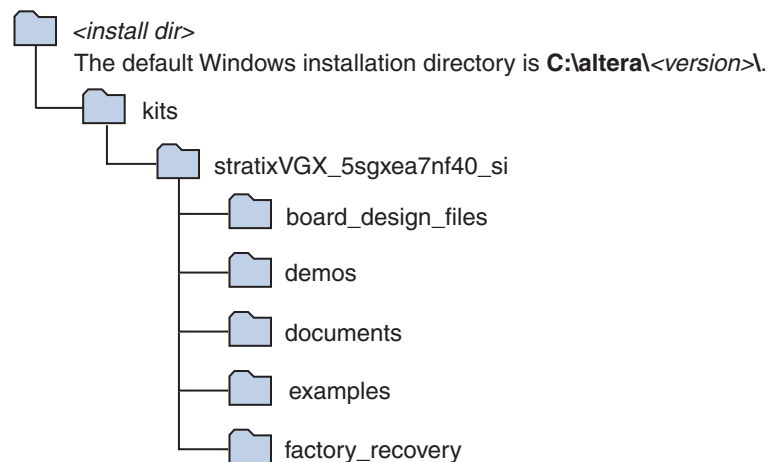 <install dir>
The default Windows installation directory is C:\altera\<version>\.
kits
stratixVGX_5sgxea7nf40_si
board_design_files
demos
documents
examples
factory_recovery